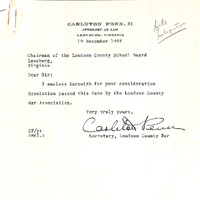 CARLETON PENN, II
ATTORNEY AT LAW
LEESBURG, VIRGINIA
19 December 1955
Chairman of the Loudoun County School Board
Leesburg,
Virginia
Dear Sir:
I enclose herewith for your consideration
Resolution passed this date by the Loudoun County
Bar Association.
Very truly yours,
Carleton Penn
Secretary, Loudoun County Bar